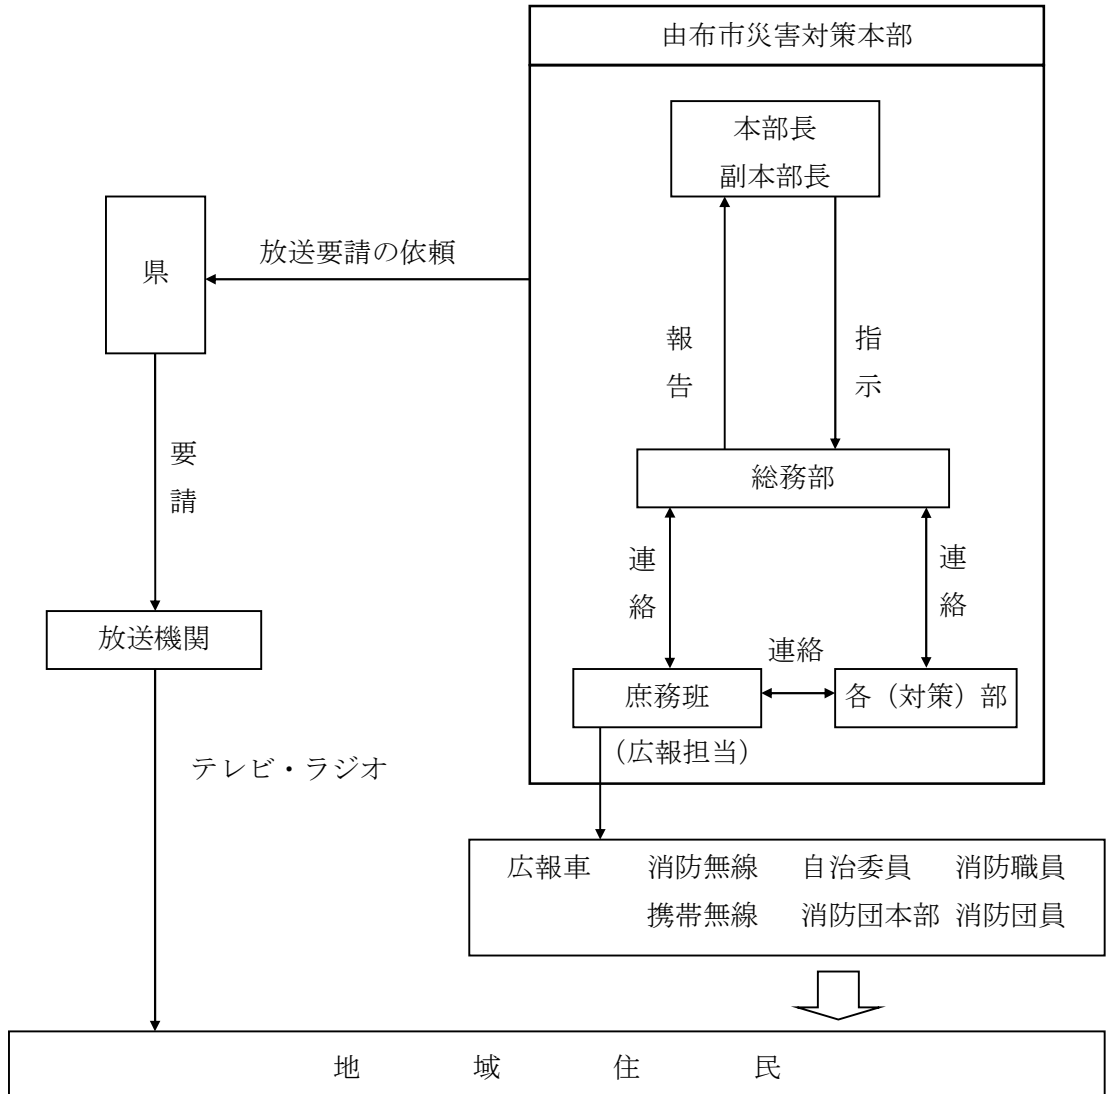 由布市災害対策本部
本部長
副本部長
県
放送要請の依頼
報告
指示
要請
総務部
連絡
連絡
放送機関
連絡
庶務班
各（対策）部
（広報担当）
テレビ・ラジオ
広報車 消防無線 自治委員 消防職員
携帯無線 消防団本部 消防団員
地域住民